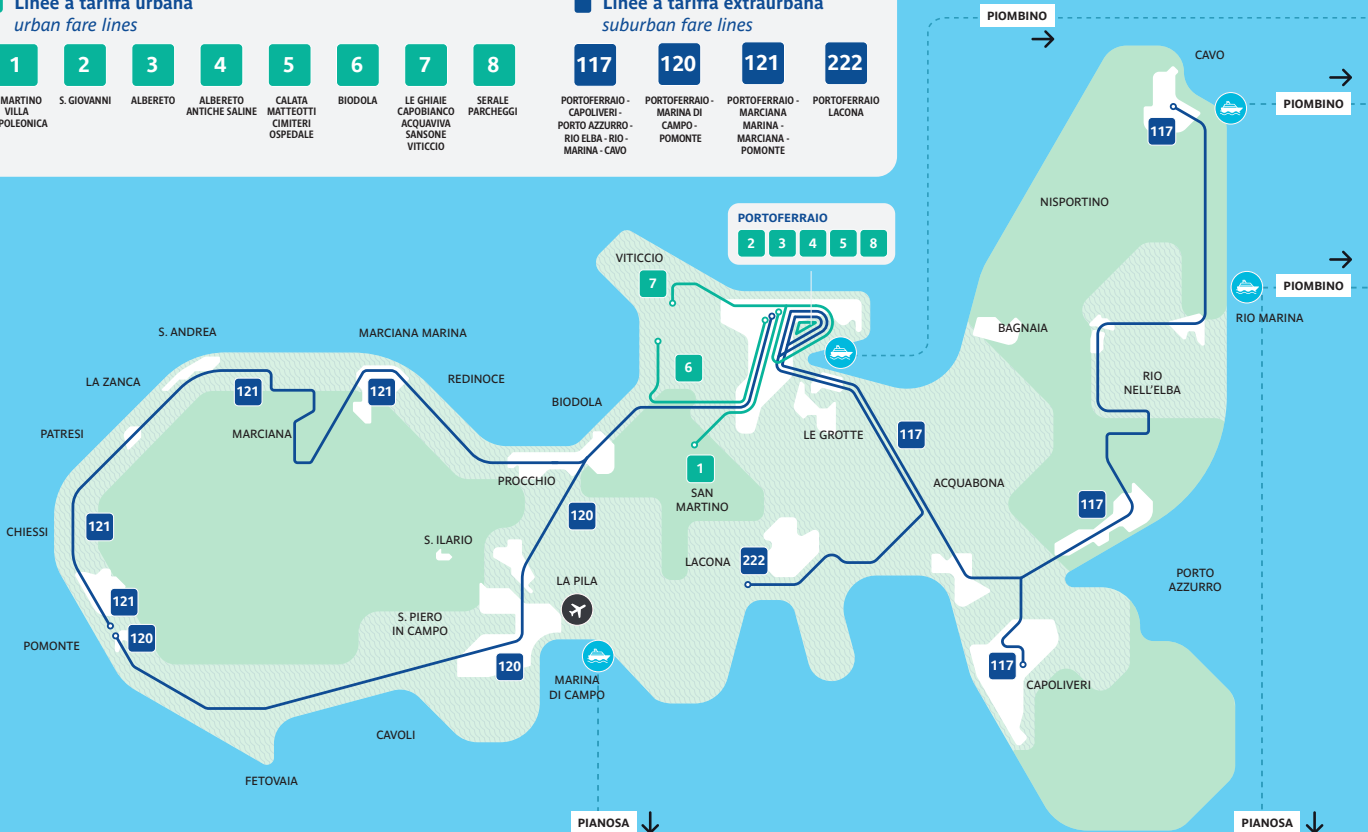 Linee a tariffa urbana
urban fare lines
1
MARTINO
VILLA
POLEONICA
2
S. GIOVANNI
3
ALBERETO
4
ALBERETO
ANTICHE SALINE
5
CALATA
MATTEOTTI
CIMITERI
OSPEDALE
6
BIODOLA
7
LE GHIAIE
CAPOBIANCO
ACQUAVIVA
SANSONE
VITICCIO
8
SERALE
PARCHEGGI
Linee a tariffa extraurbana
suburban fare lines
117
PORTOFERRAIO -
CAPOLIVERI -
PORTO AZZURRO -
RIO ELBA - RIO -
MARINA - CAVO
120
PORTOFERRAIO -
MARINA DI
CAMPO -
POMONTE
121
PORTOFERRAIO -
MARCIANA
MARINA -
MARCIANA -
POMONTE
222
PORTOFERRAIO
LACONA
PIOMBINO
CAVO
PIOMBINO
117
NISPORTINO
PORTOFERRAIO
2 3 4 5 8
VITICCIO
7
PIOMBINO
RIO MARINA
BAGNAIA
S. ANDREA
MARCIANA MARINA
LA ZANCA
REDINOCE
121
121
6
RIO
NELL'ELBA
BIODOLA
PATRESI
MARCIANA
LE GROTTE
117
PROCCHIO
1
SAN
MARTINO
ACQUABONA
117
CHIESSI
121
120
S. ILARIO
LACONA
222
LA PILA
PORTO
AZZURRO
121
S. PIERO
IN CAMPO
POMONTE
120
120
117
MARINA
DI CAMPO
CAPOLIVERI
CAVOLI
FETOVAIA
PIANOSA
PIANOSA